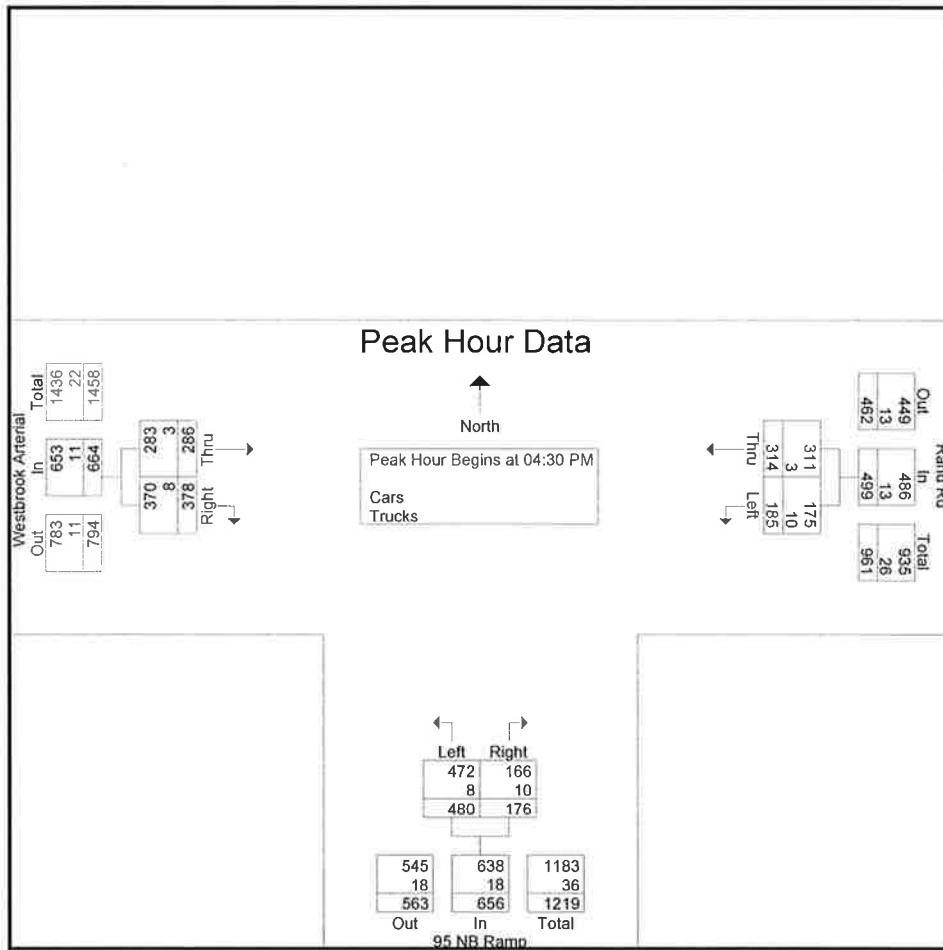 Peak Hour Data
North
Peak Hour Begins at 04:30 PM
Cars
Trucks
Westbrook Arterial
Total
1436
22
1458
In
653
11
664
Out
783
11
794
Thru
283
3
286
Right
370
8
378
Rand Rd
Out
449
13
462
In
486
13
499
Total
935
26
961
Thru
311
3
314
Left
175
10
185
Left Right
472 166
8 10
480 176
545 638 1183
18 18 36
563 656 1219
Out In Total
95 NB Ramp